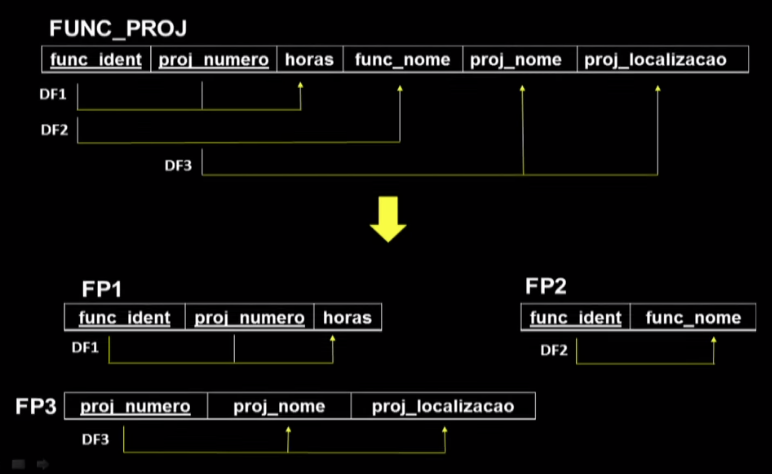 FUNC_PROJ
func_ident proj_numero horas func_nome proj_nome proj_localizacao
DF1
DF2
DF3
FP1
func_ident proj_numero horas
DF1
FP2
func_ident func_nome
DF2
FP3 proj_numero proj_nome proj_localizacao
DF3